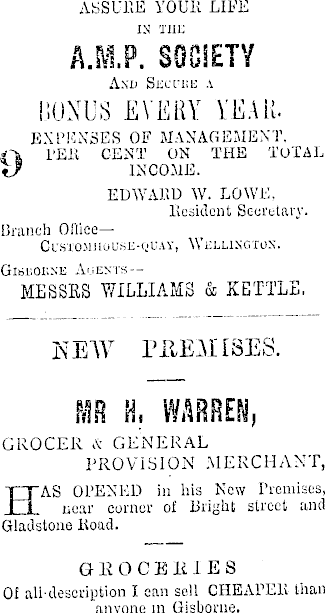 ASSURE YOUR LIFE
IN THE
A.M.P. SOCIETY
AND SECURE A
BONUS EVERY YEAR.
EXPENSES OF MANAGEMENT,
9 PER CENT ON THE TOTAL
INCOME.
EDWARD W. LOWE,
Resident Secretary.
Branch Office—
CUSTOMHOUSE-QUAY, WELLINGTON.
GISBORNE AGENTS--
MESSRS WILLIAMS & KETTLE.
NEW PREMISES.
MR H. WARREN,
GROCER & GENERAL
PROVISION MERCHANT,
HAS OPENED in his New Premises,
near corner of Bright street and
Gladstone Road.
GROCERIES
Of all-description I can sell CHEAPER than
anyone in Gisborne.